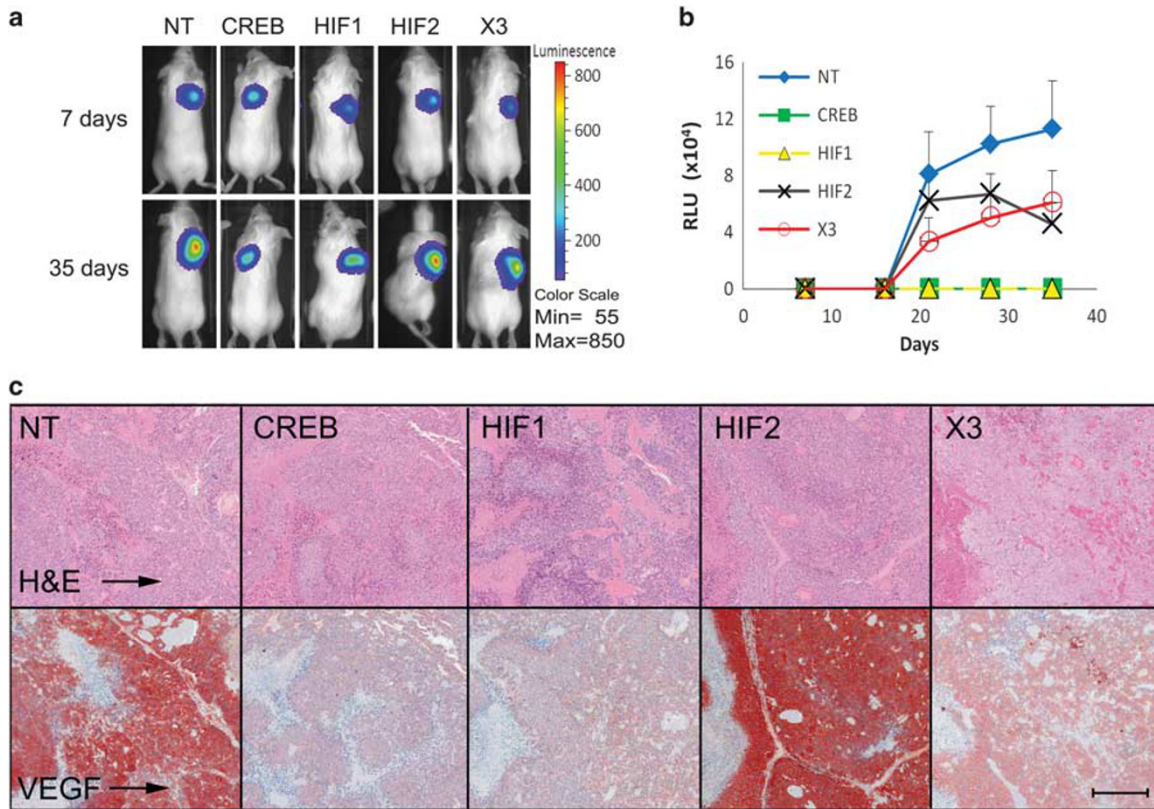 a
NT CREB HIF1 HIF2 X3
Luminescence
7 days
35 days
800
600
400
200
Color Scale
Min= 55
Max=850
b
RLU (x10⁴)
16
12
8
4
0
NT
CREB
HIF1
HIF2
X3
0 10 20 30 40
Days
c
NT CREB HIF1 HIF2 X3
H&E
VEGF